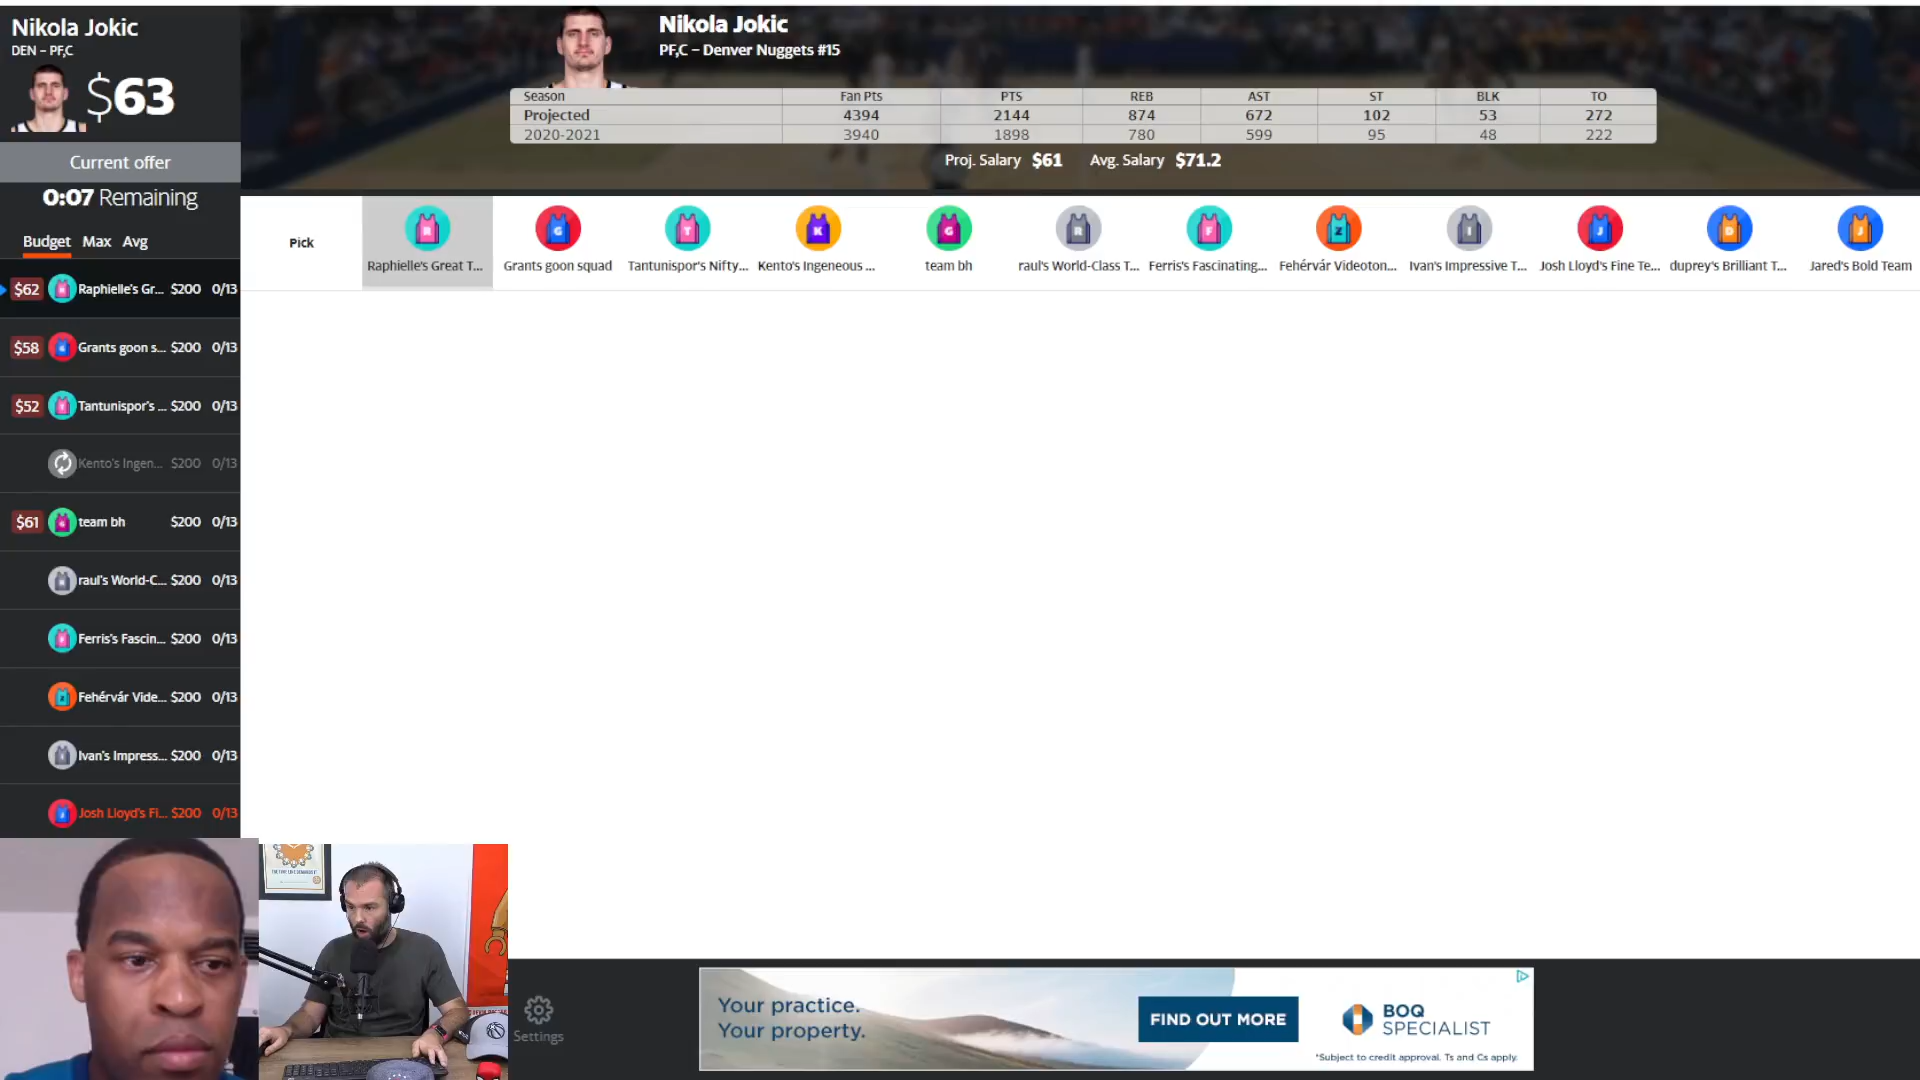 Nikola Jokic
DEN – PF,C
$63
Current offer
0:07 Remaining
Budget Max Avg
$62 Raphielle's Gr... $200 0/13
$58 Grants goon s... $200 0/13
$52 Tantunispor's ... $200 0/13
Kento's Ingen... $200 0/13
$61 team bh $200 0/13
raul's World-C... $200 0/13
Ferris's Fascin... $200 0/13
Fehérvár Vide... $200 0/13
Ivan's Impress... $200 0/13
Josh Lloyd's Fi... $200 0/13
Nikola Jokic
PF,C – Denver Nuggets #15
Season Fan Pts PTS REB AST ST BLK TO
Projected 4394 2144 874 672 102 53 272
2020-2021 3940 1898 780 599 95 48 222
Proj. Salary $61 Avg. Salary $71.2
Pick
R G T K G R F Z I J D J
Raphielle's Great T... Grants goon squad Tantunispor's Nifty... Kento's Ingeneous ... team bh raul's World-Class T... Ferris's Fascinating... Fehérvár Videoton... Ivan's Impressive T... Josh Lloyd's Fine Te... duprey's Brilliant T... Jared's Bold Team
Settings
Your practice.
Your property.
FIND OUT MORE
BOQ
SPECIALIST
*Subject to credit approval. Ts and Cs apply.